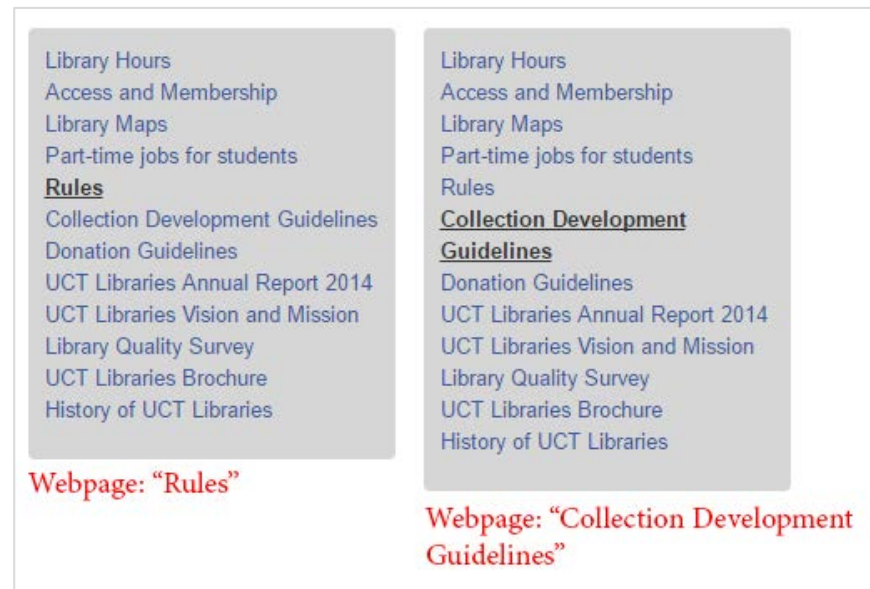 Library Hours
Access and Membership
Library Maps
Part-time jobs for students
Rules
Collection Development Guidelines
Donation Guidelines
UCT Libraries Annual Report 2014
UCT Libraries Vision and Mission
Library Quality Survey
UCT Libraries Brochure
History of UCT Libraries
Webpage: “Rules”
Library Hours
Access and Membership
Library Maps
Part-time jobs for students
Rules
Collection Development
Guidelines
Donation Guidelines
UCT Libraries Annual Report 2014
UCT Libraries Vision and Mission
Library Quality Survey
UCT Libraries Brochure
History of UCT Libraries
Webpage: “Collection Development
Guidelines”